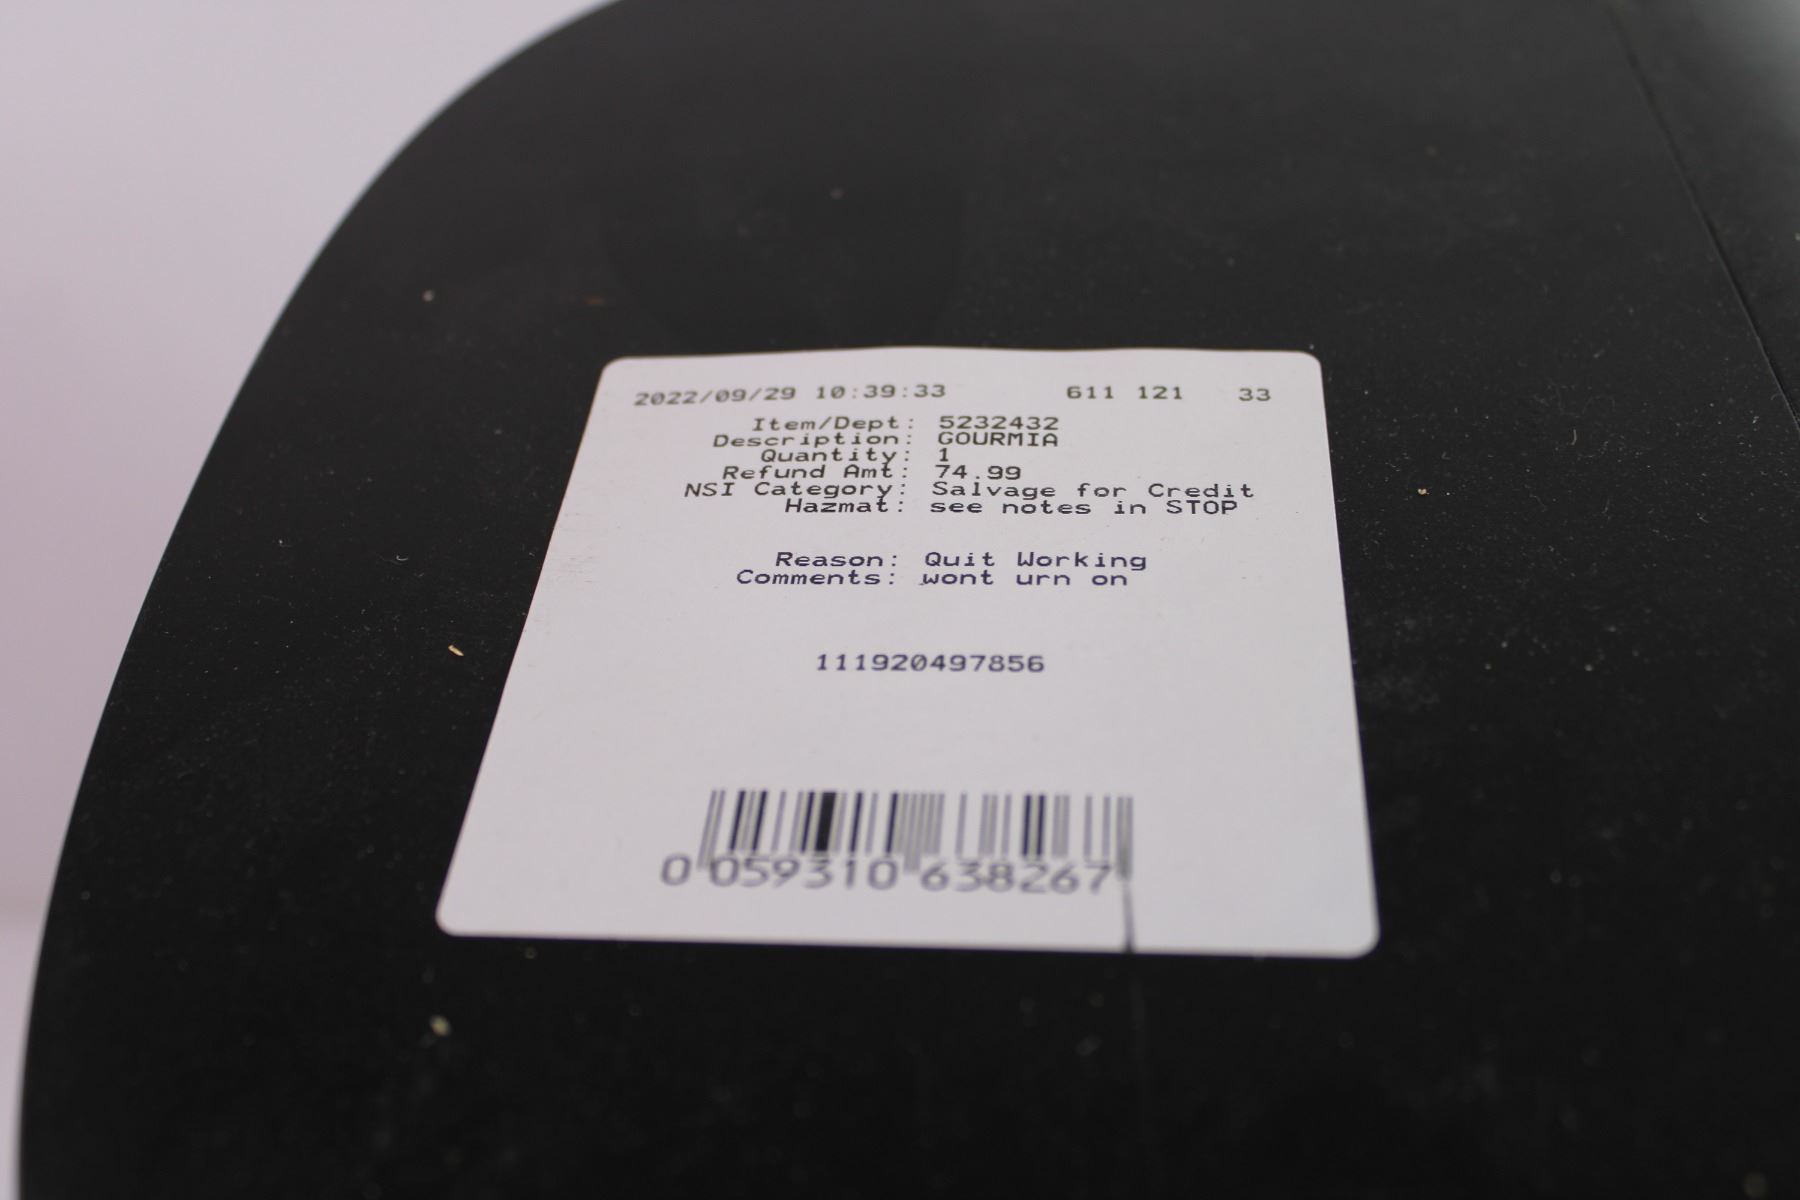 2022/09/29 10:39:33 611 121 33
Item/Dept: 5232432
Description: GOURMIA
Quantity: 1
Refund Amt: 74.99
NSI Category: Salvage for Credit
Hazmat: see notes in STOP
Reason: Quit Working
Comments: wont urn on
111920497856
0 059310 638267